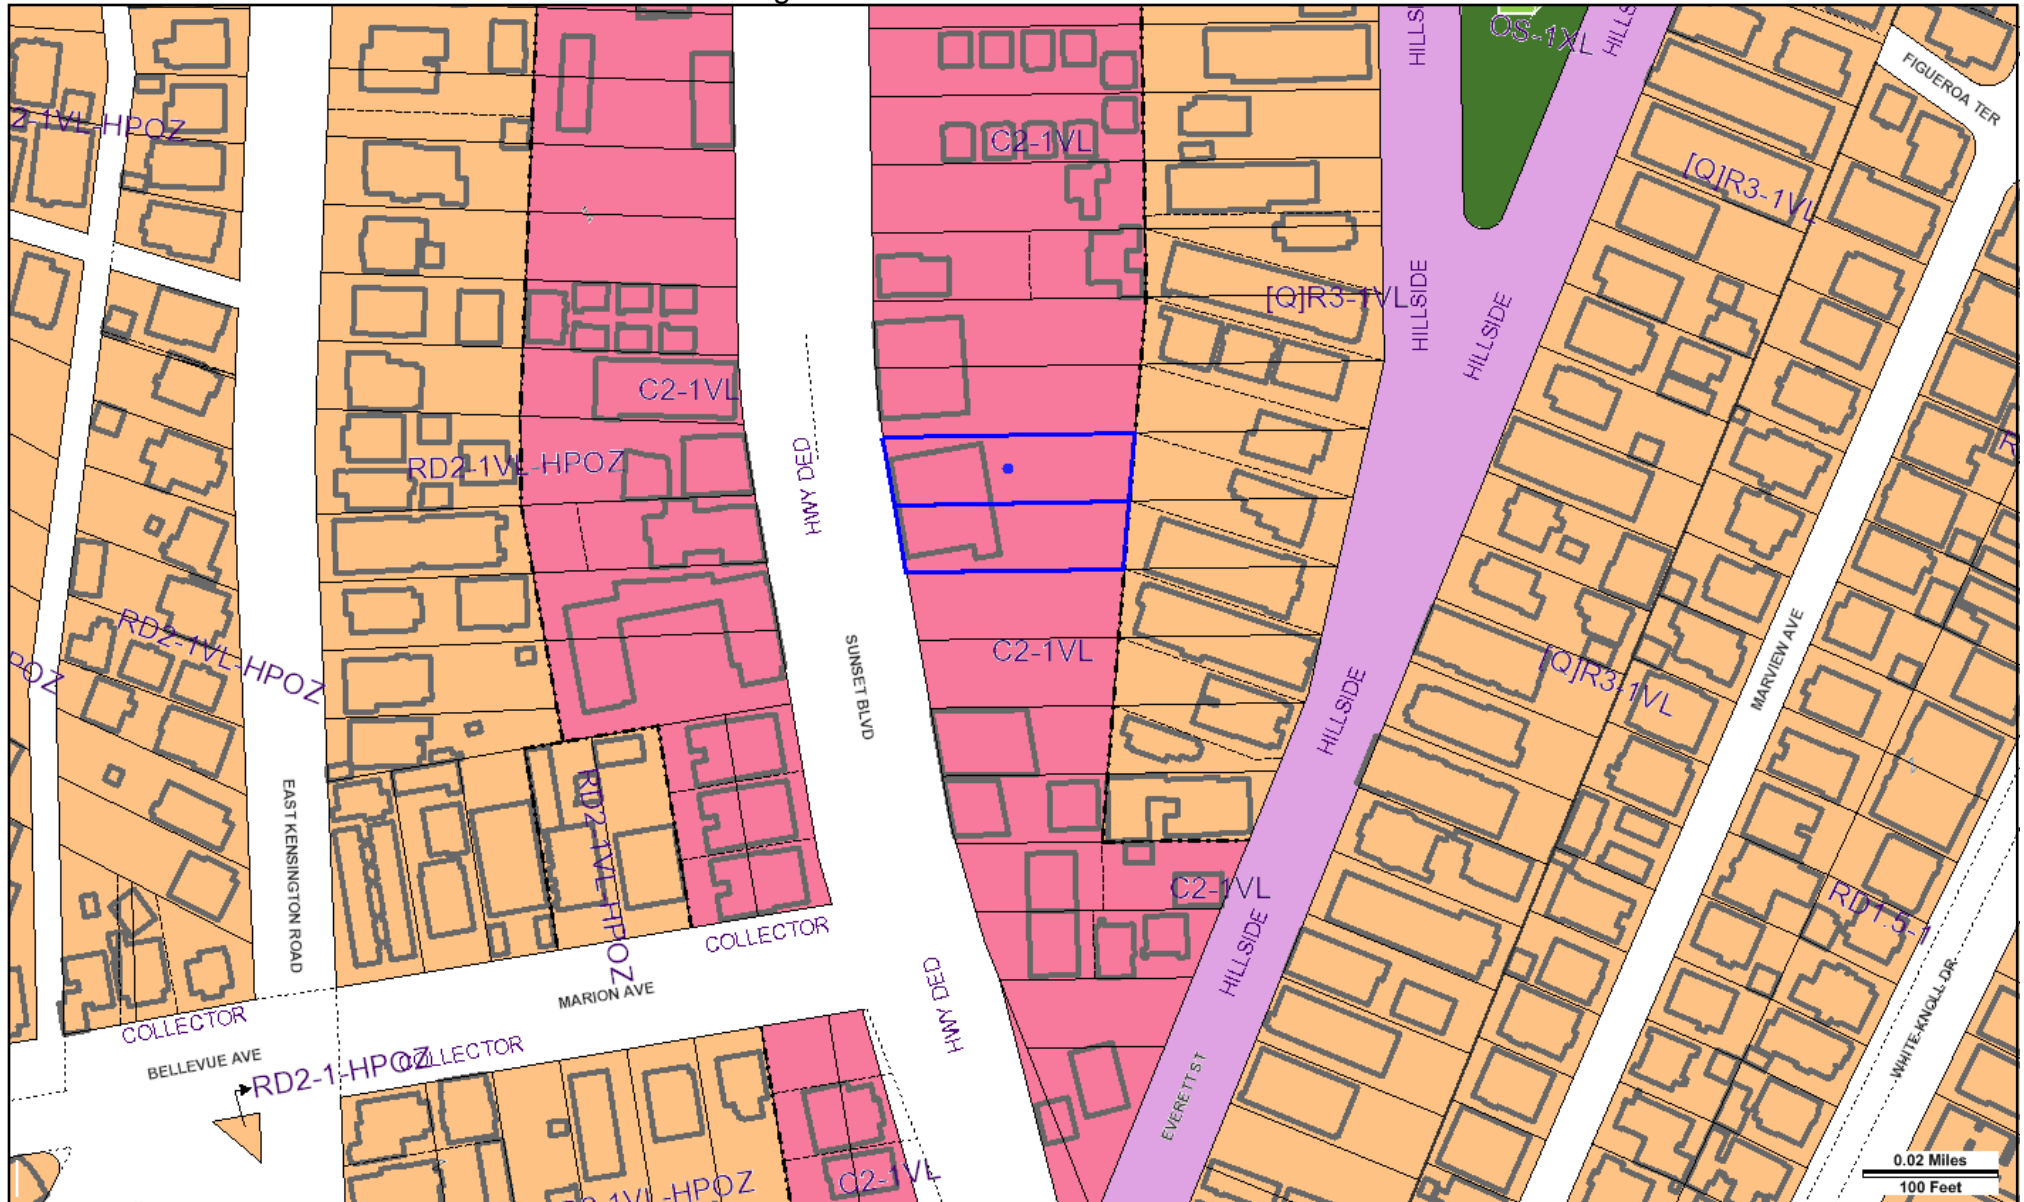 HILLSI
OS-1XL
HILLS
FIGUEROA TER
2-1VL-HPOZ
C2-1VL
[Q]R3-1VL
[Q]R3-1VL
HILLSIDE
HILLSIDE
C2-1VL
RD2-1VL-HPOZ
HWY DED
R
RD2-1VL-HPOZ
POZ
SUNSET BLVD
C2-1VL
HILLSIDE
[Q]R3-1VL
MARVIEW AVE
EAST KENSINGTON ROAD
RD2-1VL-HPOZ
C2-1VL
RD1.5-1
COLLECTOR
HILLSIDE
MARION AVE
HWY DED
COLLECTOR
COLLECTOR
BELLEVUE AVE
RD2-1-HPOZ
WHITE KNOLL DR
EVERETT ST
C2-1VL
2-1VL-HPOZ
0.02 Miles
100 Feet